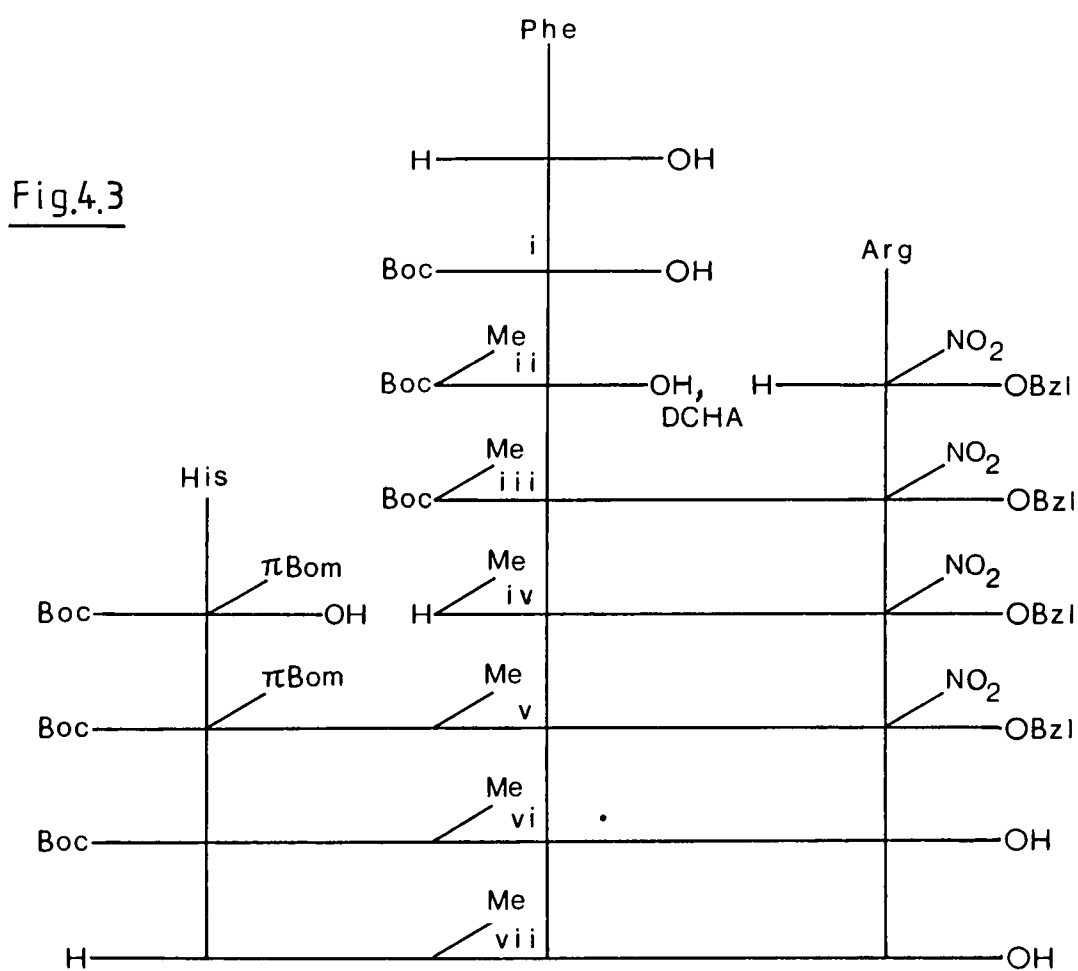 Phe
H OH
Fig.4.3
i
Boc OH
Arg
Me
ii
NO2
Boc OH, H OBzl
DCHA
His
Me
iii
NO2
Boc OBzl
πBom
Me
iv
NO2
Boc OH H OBzl
πBom
Me
v
NO2
Boc OBzl
Me
vi
Boc OH
Me
vii
H OH